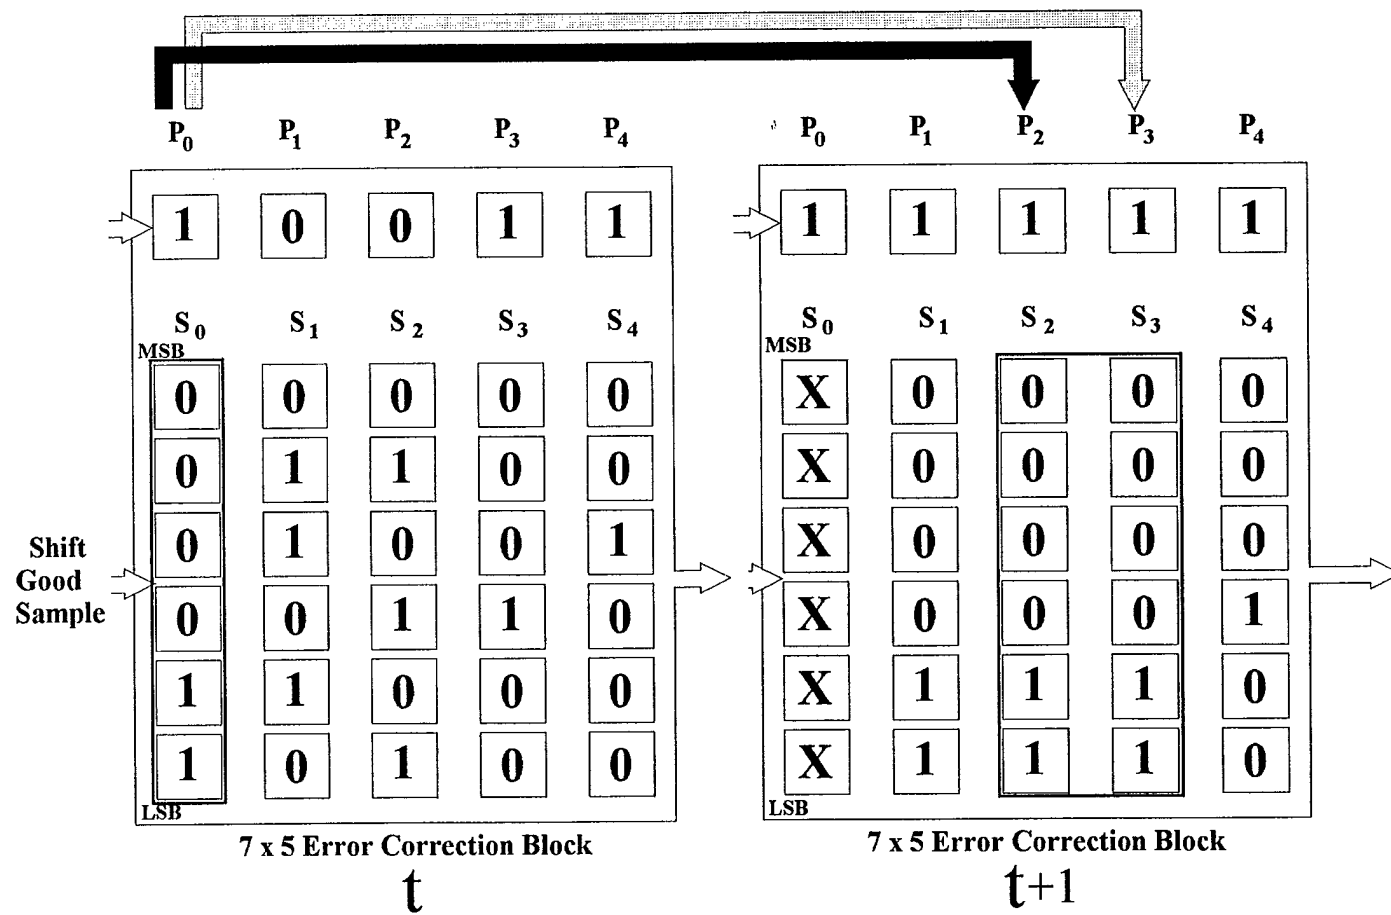 P0 P1 P2 P3 P4 P0 P1 P2 P3 P4
1 0 0 1 1 1 1 1 1 1
S0 S1 S2 S3 S4 S0 S1 S2 S3 S4
MSB MSB
0 0 0 0 0 X 0 0 0 0
0 1 1 0 0 X 0 0 0 0
0 1 0 0 1 X 0 0 0 0
Shift
Good
Sample
0 0 1 1 0 X 0 0 0 1
1 1 0 0 0 X 1 1 1 0
1 0 1 0 0 X 1 1 1 0
LSB LSB
7 x 5 Error Correction Block 7 x 5 Error Correction Block
t t+1